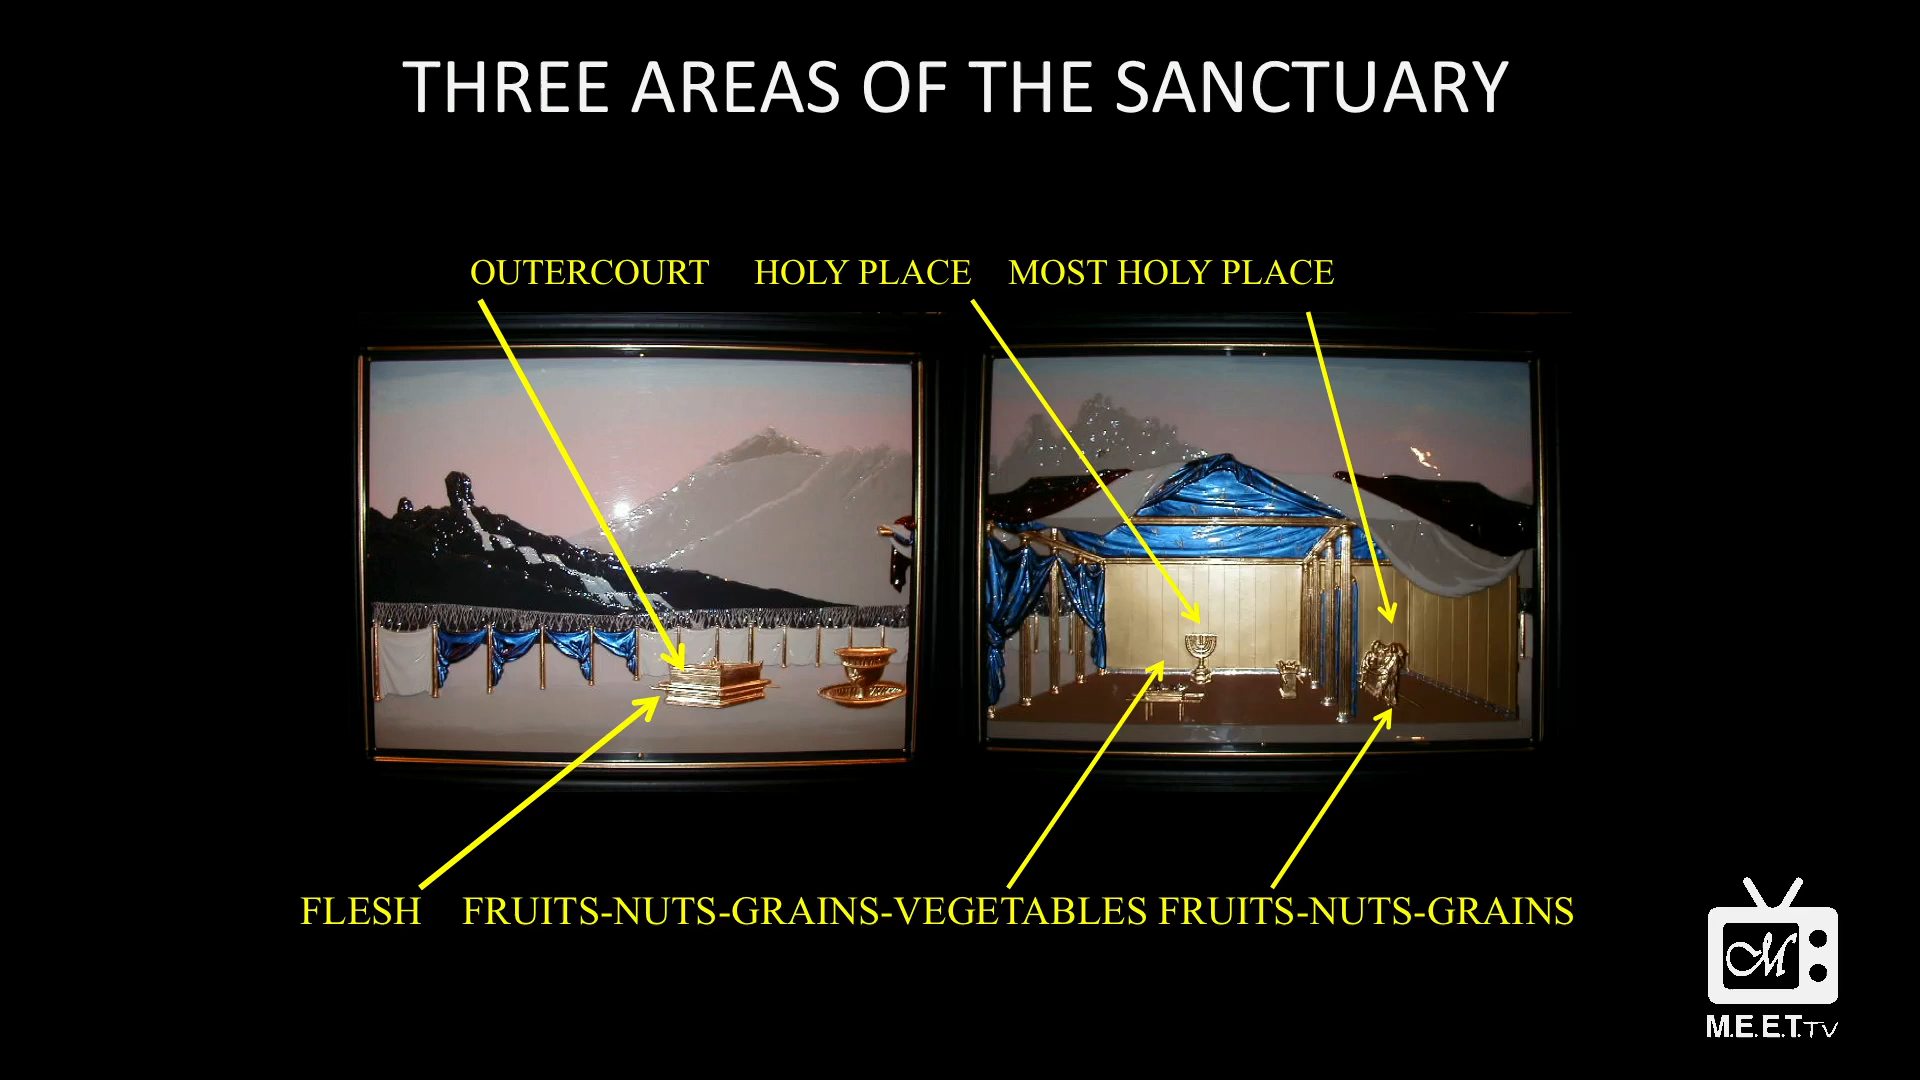 THREE AREAS OF THE SANCTUARY
OUTERCOURT HOLY PLACE MOST HOLY PLACE
FLESH FRUITS-NUTS-GRAINS-VEGETABLES FRUITS-NUTS-GRAINS
M
M.E.E.T.TV